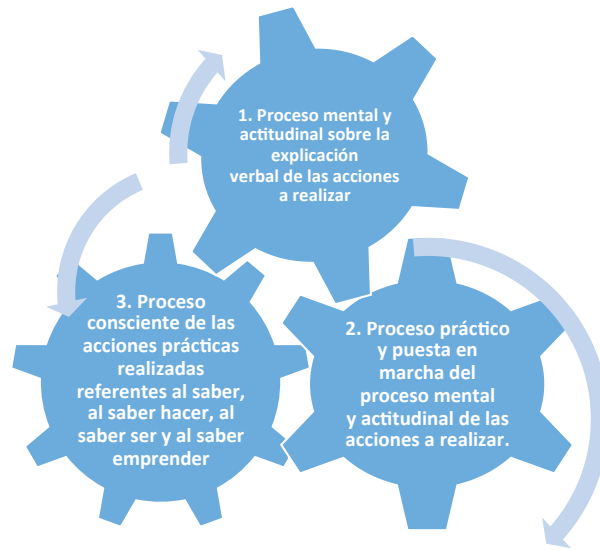 1. Proceso mental y
actitudinal sobre la
explicación
verbal de las acciones
a realizar
2. Proceso práctico
y puesta en
marcha del
proceso mental
y actitudinal de las
acciones a realizar.
3. Proceso
consciente de las
acciones prácticas
realizadas
referentes al saber,
al saber hacer, al
saber ser y al saber
emprender